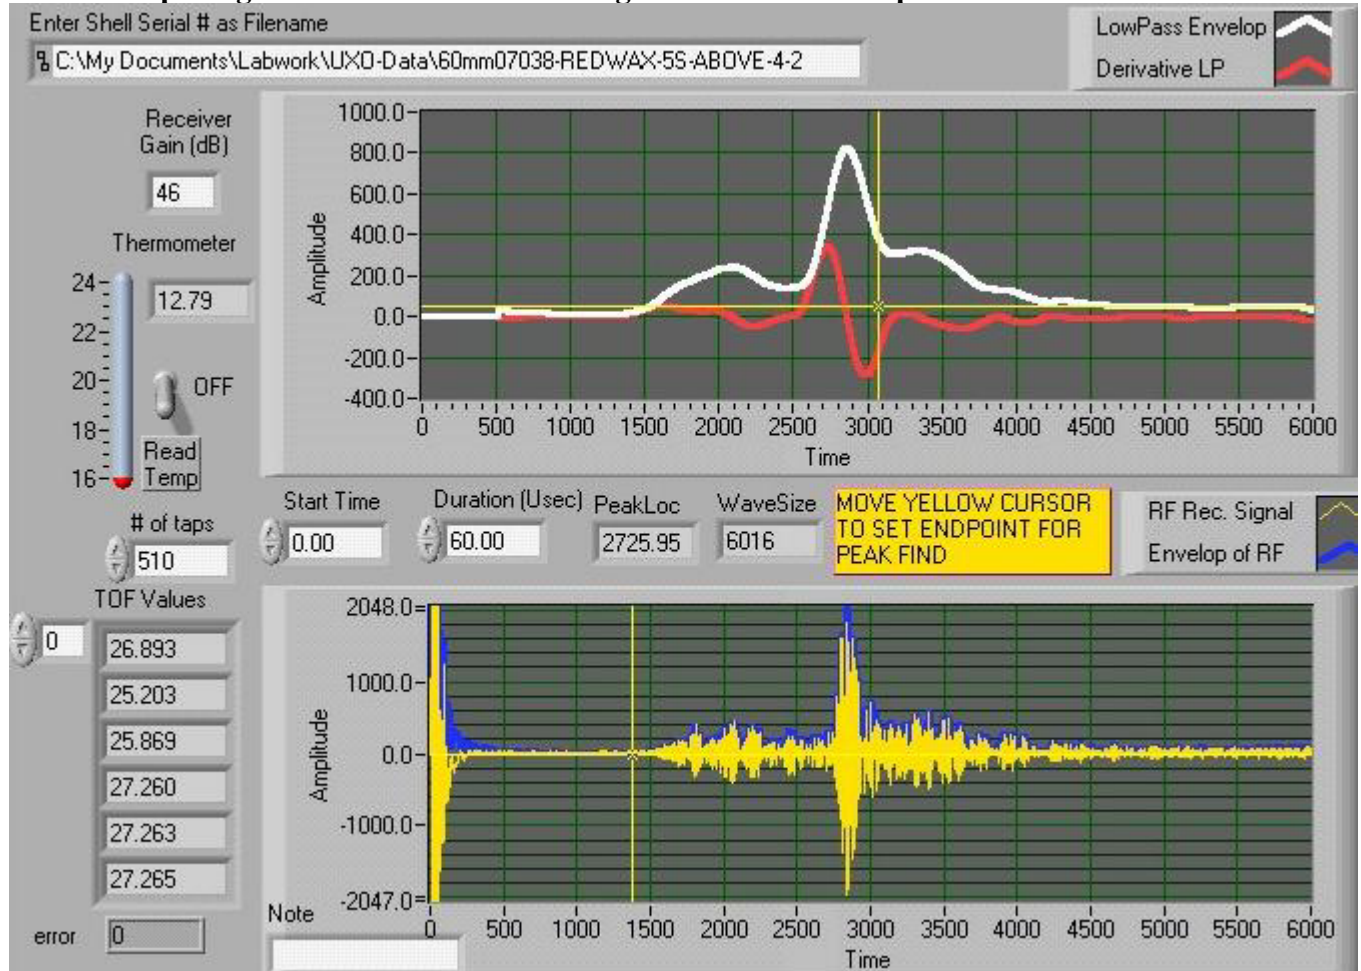 Enter Shell Serial # as Filename
C:\My Documents\Labwork\UXO-Data\60mm07038-REDWAX-5S-ABOVE-4-2
LowPass Envelop
Derivative LP
Receiver
Gain (dB)
46
Thermometer
12.79
24-
22-
20-
18-
16-
OFF
Read
Temp
# of taps
510
Amplitude
1000.0-
800.0-
600.0-
400.0-
200.0-
0.0-
-200.0-
-400.0-
0 500 1000 1500 2000 2500 3000 3500 4000 4500 5000 5500 6000
Time
Start Time
0.00
Duration (Usec)
60.00
PeakLoc
2725.95
WaveSize
6016
MOVE YELLOW CURSOR
TO SET ENDPOINT FOR
PEAK FIND
RF Rec. Signal
Envelop of RF
TOF Values
0
26.893
25.203
25.869
27.260
27.263
27.265
error
0
Amplitude
2048.0=
1000.0-
0.0-
-1000.0-
-2047.0=
0 500 1000 1500 2000 2500 3000 3500 4000 4500 5000 5500 6000
Time
Note